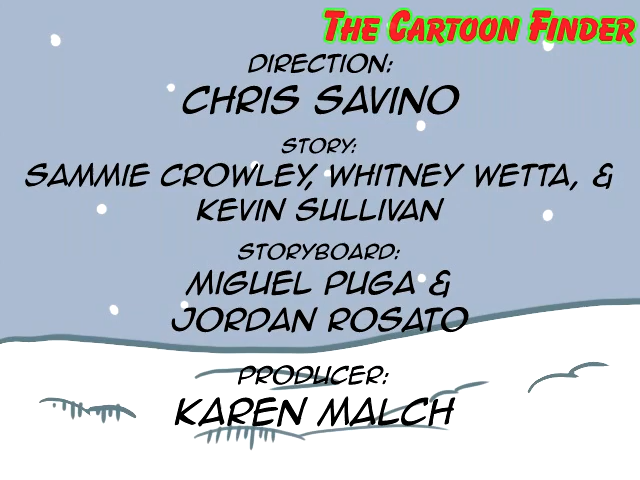 THE CARTOON FINDER
DIRECTION:
CHRIS SAVINO
STORY:
SAMMIE CROWLEY, WHITNEY WETTA, &
KEVIN SULLIVAN
STORYBOARD:
MIGUEL PUGA &
JORDAN ROSATO
PRODUCER:
KAREN MALCH